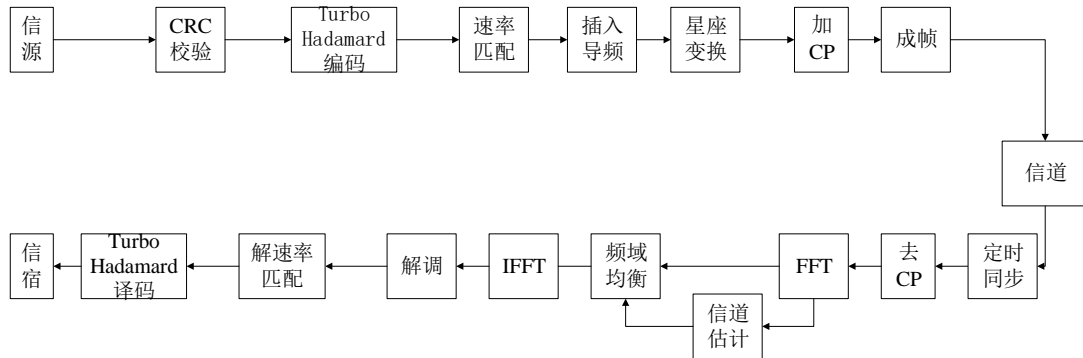 信
源
CRC
校验
Turbo
Hadamard
编码
速率
匹配
插入
导频
星座
变换
加
CP
成帧
信道
定时
同步
去
CP
FFT
信道
估计
频域
均衡
IFFT
解调
解速率
匹配
Turbo
Hadamard
译码
信
宿